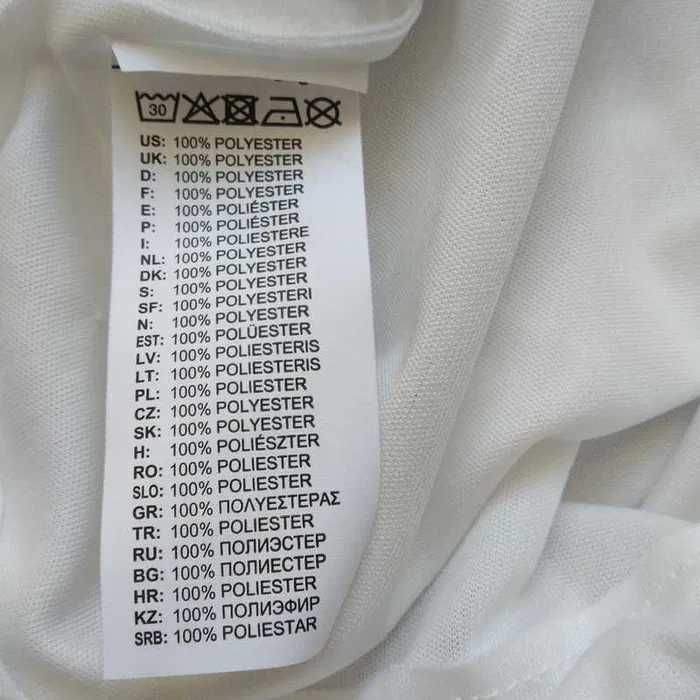 30
US: 100% POLYESTER
UK: 100% POLYESTER
D: 100% POLYESTER
F: 100% POLYESTER
E: 100% POLIÉSTER
P: 100% POLIÉSTER
I: 100% POLIESTERE
NL: 100% POLYESTER
DK: 100% POLYESTER
S: 100% POLYESTER
SF: 100% POLYESTERI
N: 100% POLYESTER
EST: 100% POLÜESTER
LV: 100% POLIESTERIS
LT: 100% POLIESTERIS
PL: 100% POLIESTER
CZ: 100% POLYESTER
SK: 100% POLYESTER
H: 100% POLIÉSZTER
RO: 100% POLIESTER
SLO: 100% POLIESTER
GR: 100% ΠΟΛΥΕΣΤΕΡΑΣ
TR: 100% POLIESTER
RU: 100% ПОЛИЭСТЕР
BG: 100% ПОЛИЕСТЕР
HR: 100% POLIESTER
KZ: 100% ПОЛИЭФИР
SRB: 100% POLIESTAR